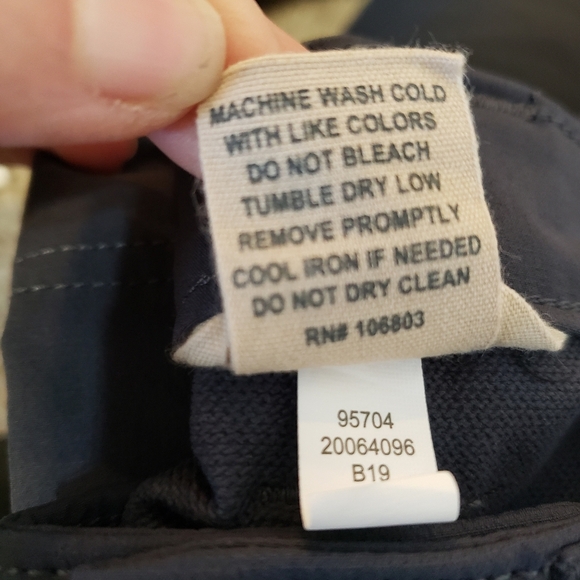 MACHINE WASH COLD
WITH LIKE COLORS
DO NOT BLEACH
TUMBLE DRY LOW
REMOVE PROMPTLY
COOL IRON IF NEEDED
DO NOT DRY CLEAN
RN# 106803
95704
20064096
B19